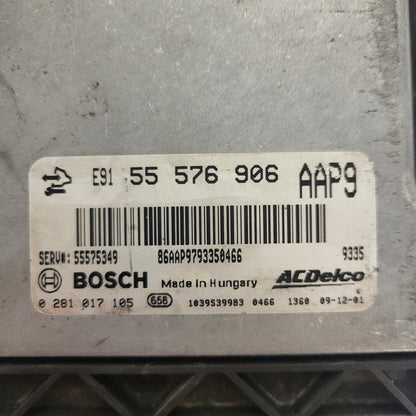 E91 55 576 906 AAP9
SERV#: 55575349 86AAP9793350466 9335
BOSCH Made in Hungary ACDelco
0 281 017 105 65B 1039S39983 0466 1360 09-12-01